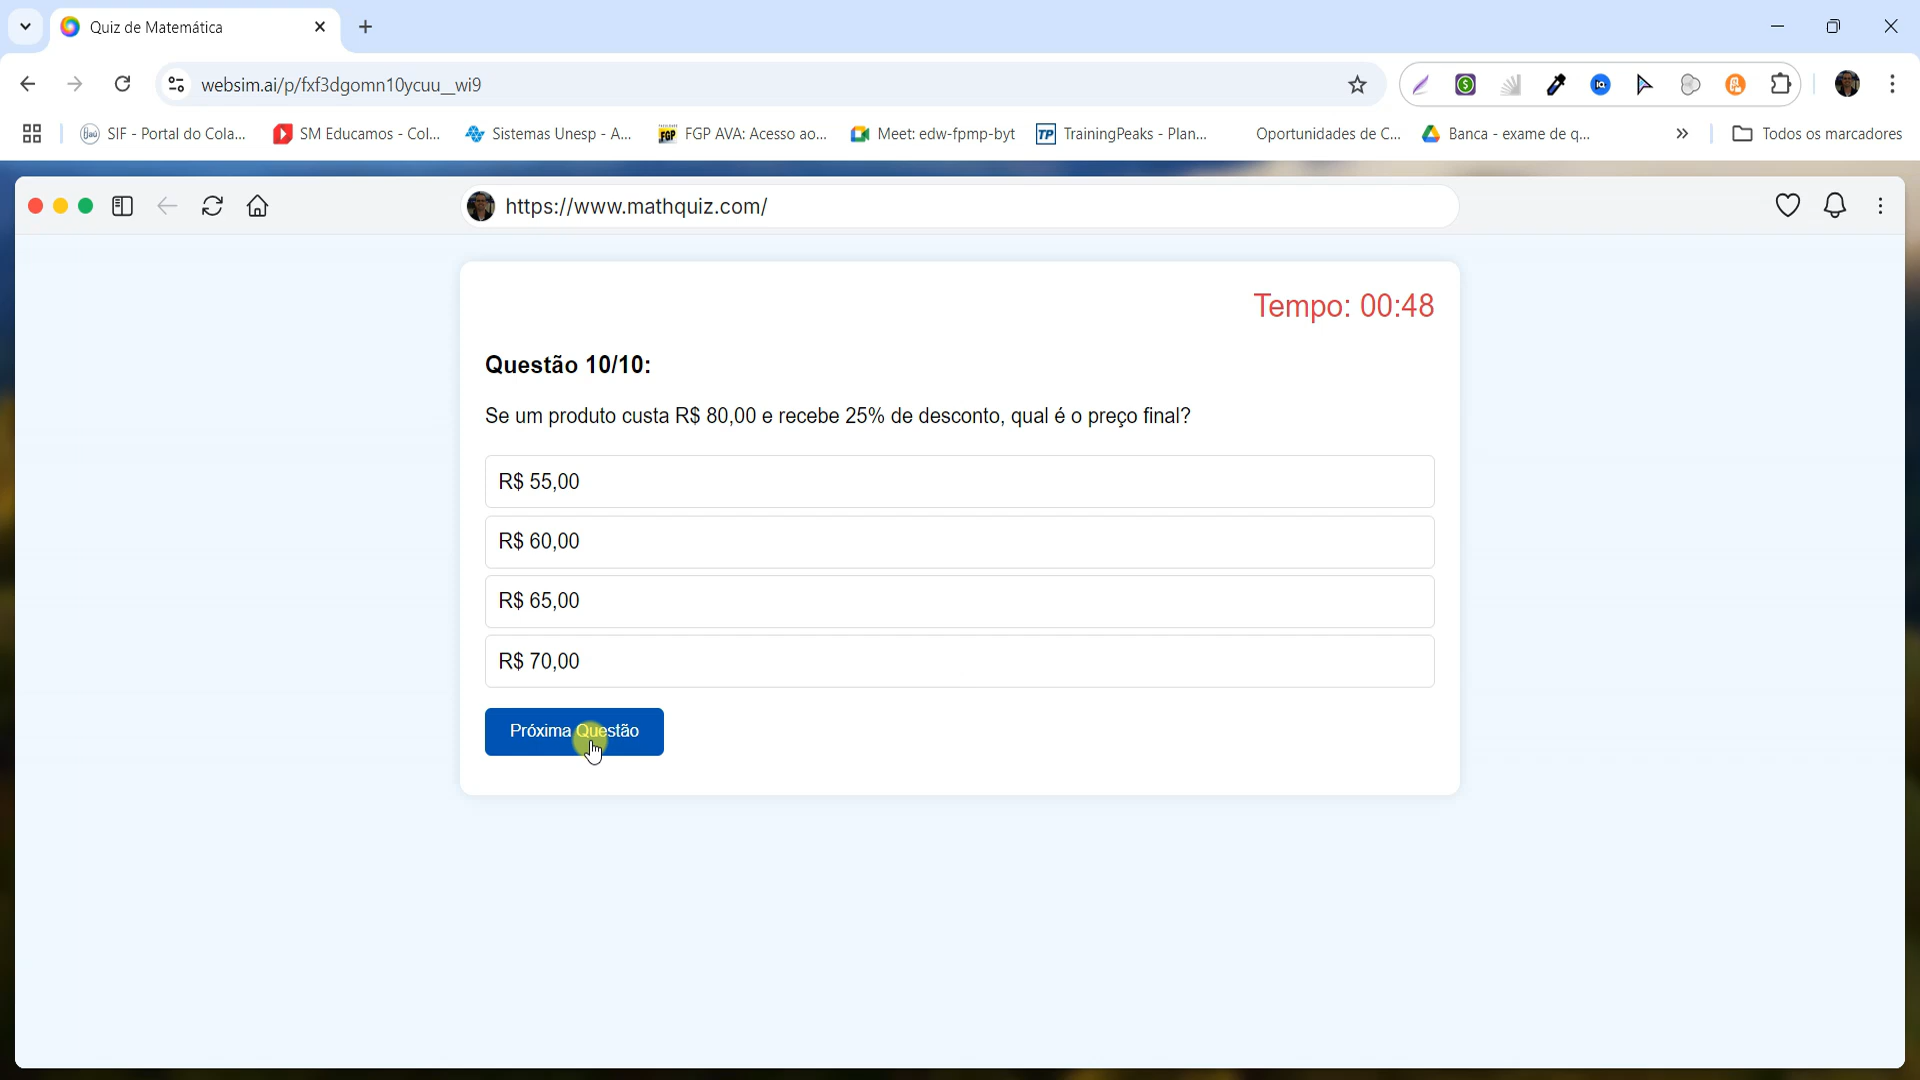 Quiz de Matemática
websim.ai/p/fxf3dgomn10ycuu__wi9
SIF - Portal do Cola...
SM Educamos - Col...
Sistemas Unesp - A...
FGP
FGP AVA: Acesso ao...
Meet: edw-fpmp-byt
TP
TrainingPeaks - Plan...
Oportunidades de C...
Banca - exame de q...
Todos os marcadores
https://www.mathquiz.com/
Tempo: 00:48
Questão 10/10:
Se um produto custa R$ 80,00 e recebe 25% de desconto, qual é o preço final?
R$ 55,00
R$ 60,00
R$ 65,00
R$ 70,00
Próxima Questão